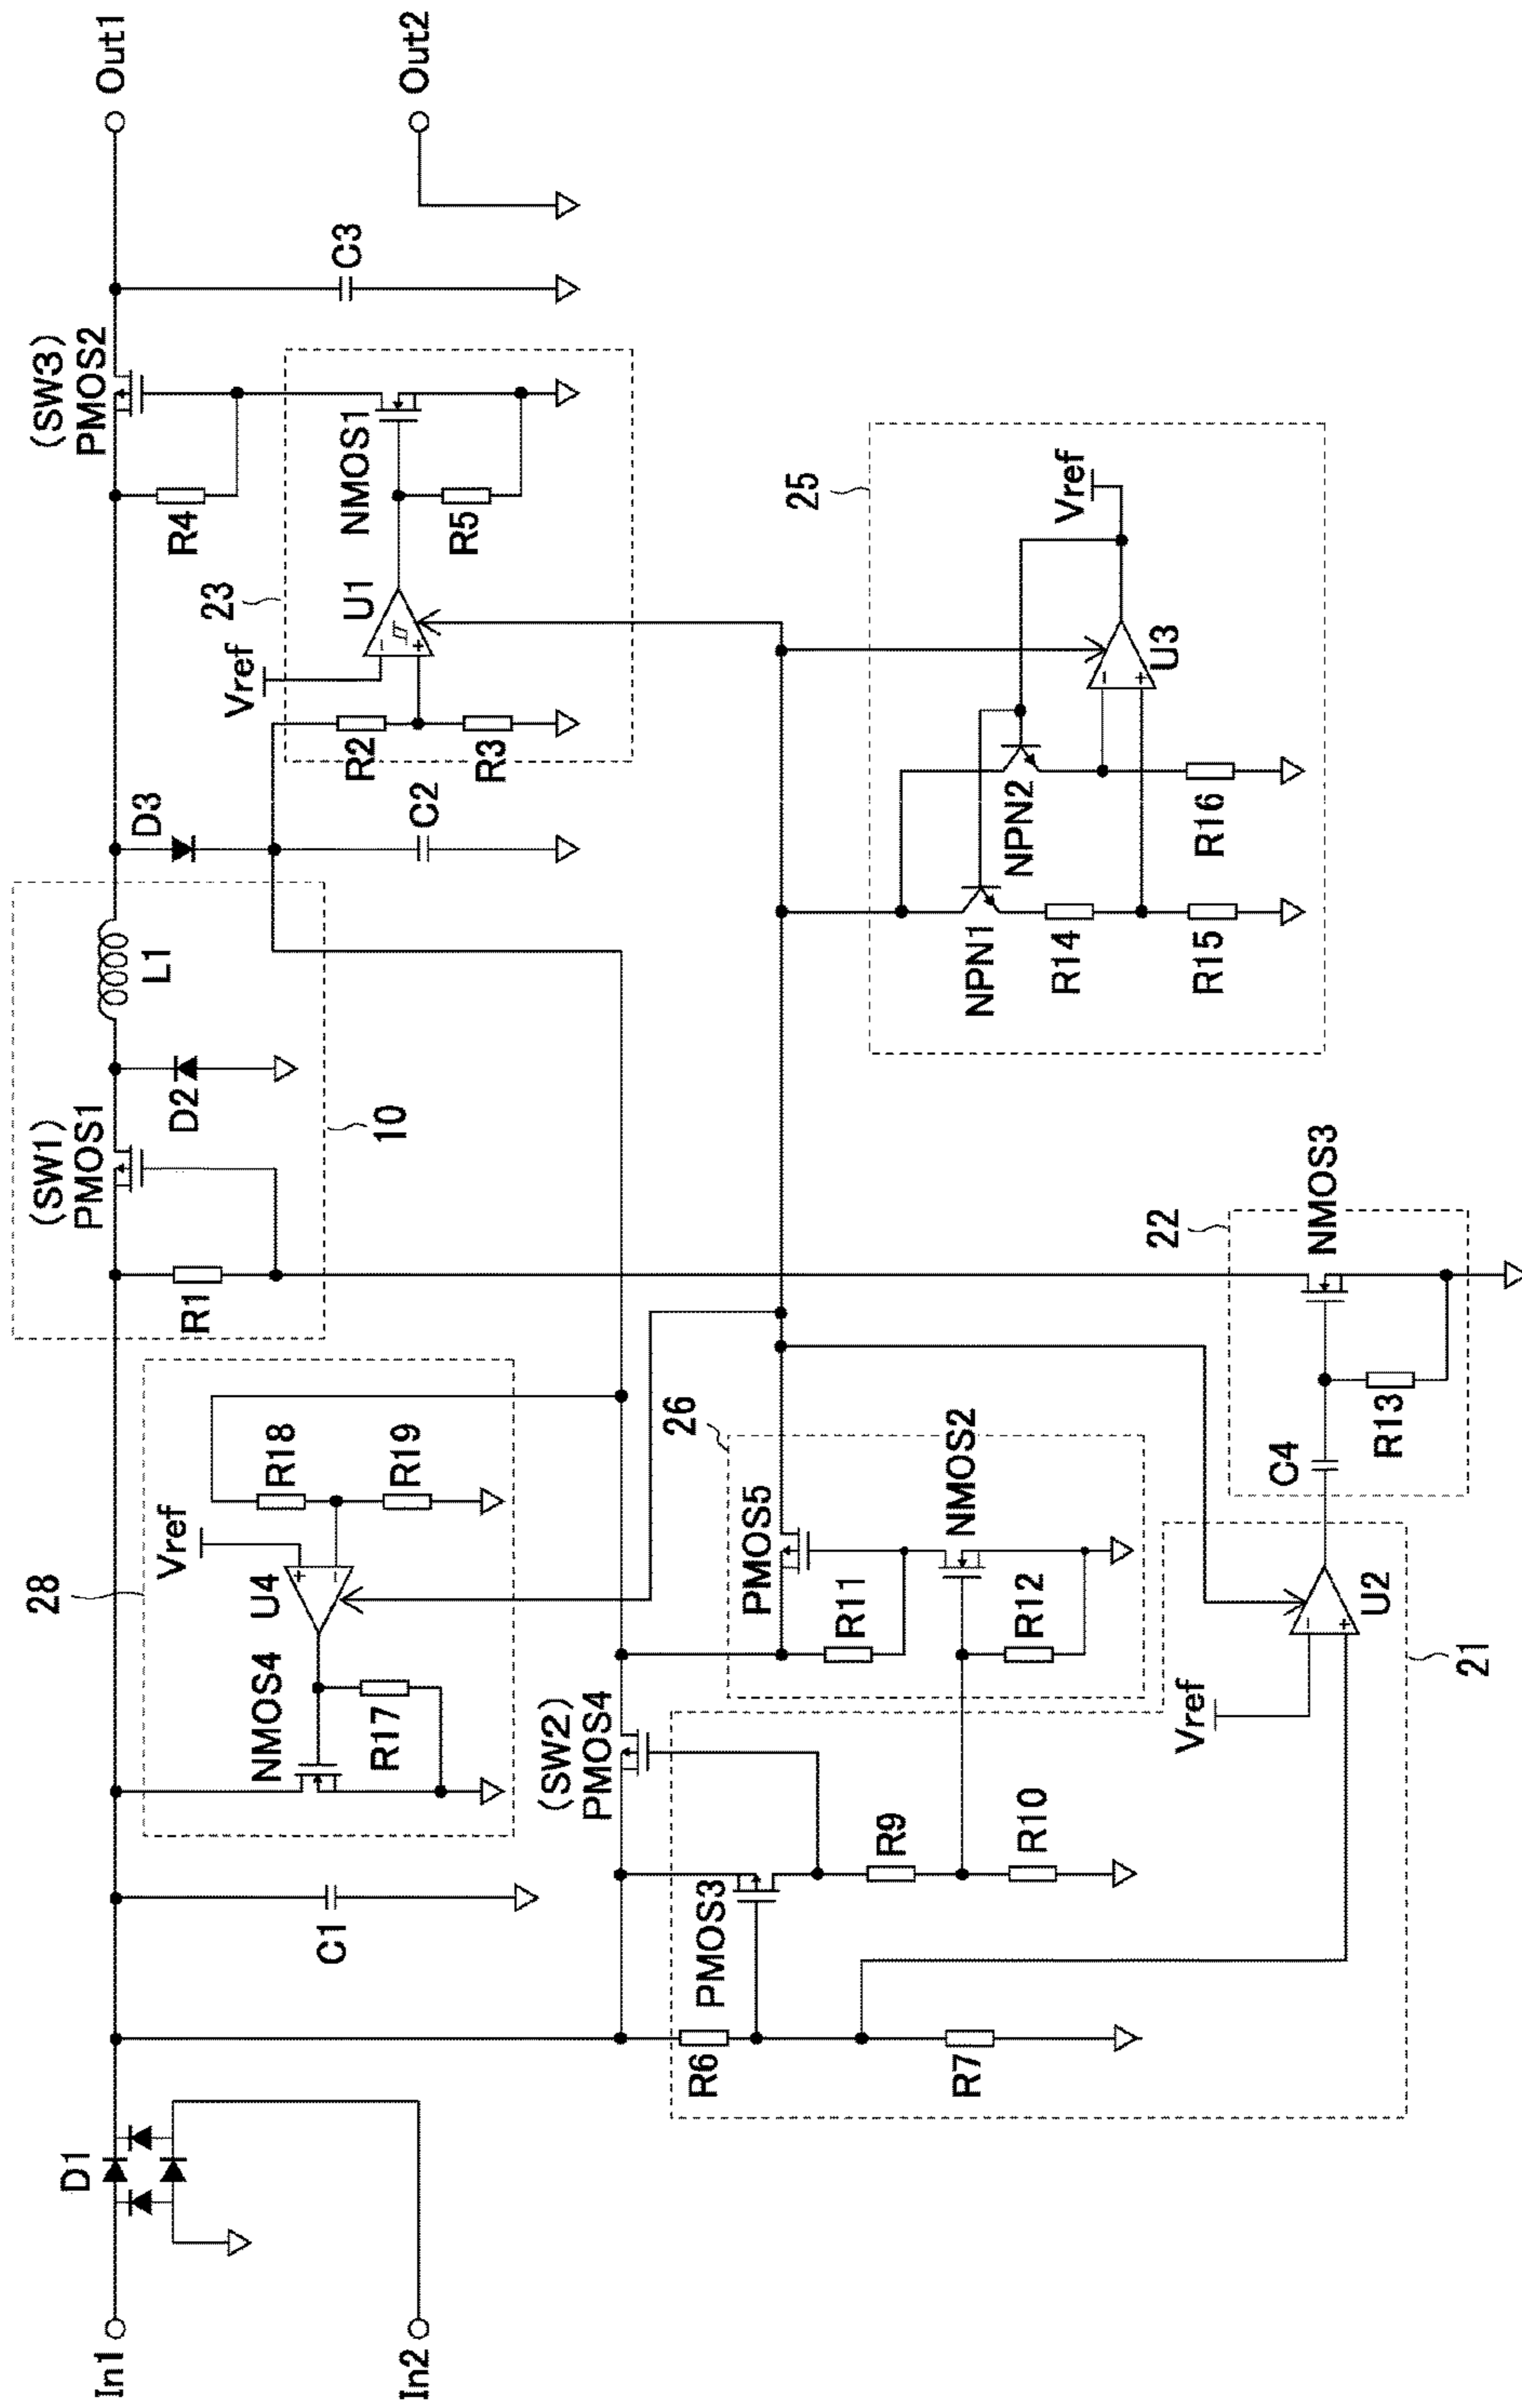 In1
In2
D1
C1
28
Vref
U4
+
−
NMOS4
R17
R18
R19
(SW1)
PMOS1
R1
D2
L1
10
D3
C2
(SW3)
PMOS2
R4
23
Vref
U1
−
+
NMOS1
R2
R3
R5
C3
Out1
Out2
(SW2)
PMOS4
R6
R7
PMOS3
R9
R10
26
PMOS5
R11
NMOS2
R12
Vref
−
+
U2
21
22
C4
R13
NMOS3
25
NPN1
NPN2
R14
R15
R16
−
+
U3
Vref